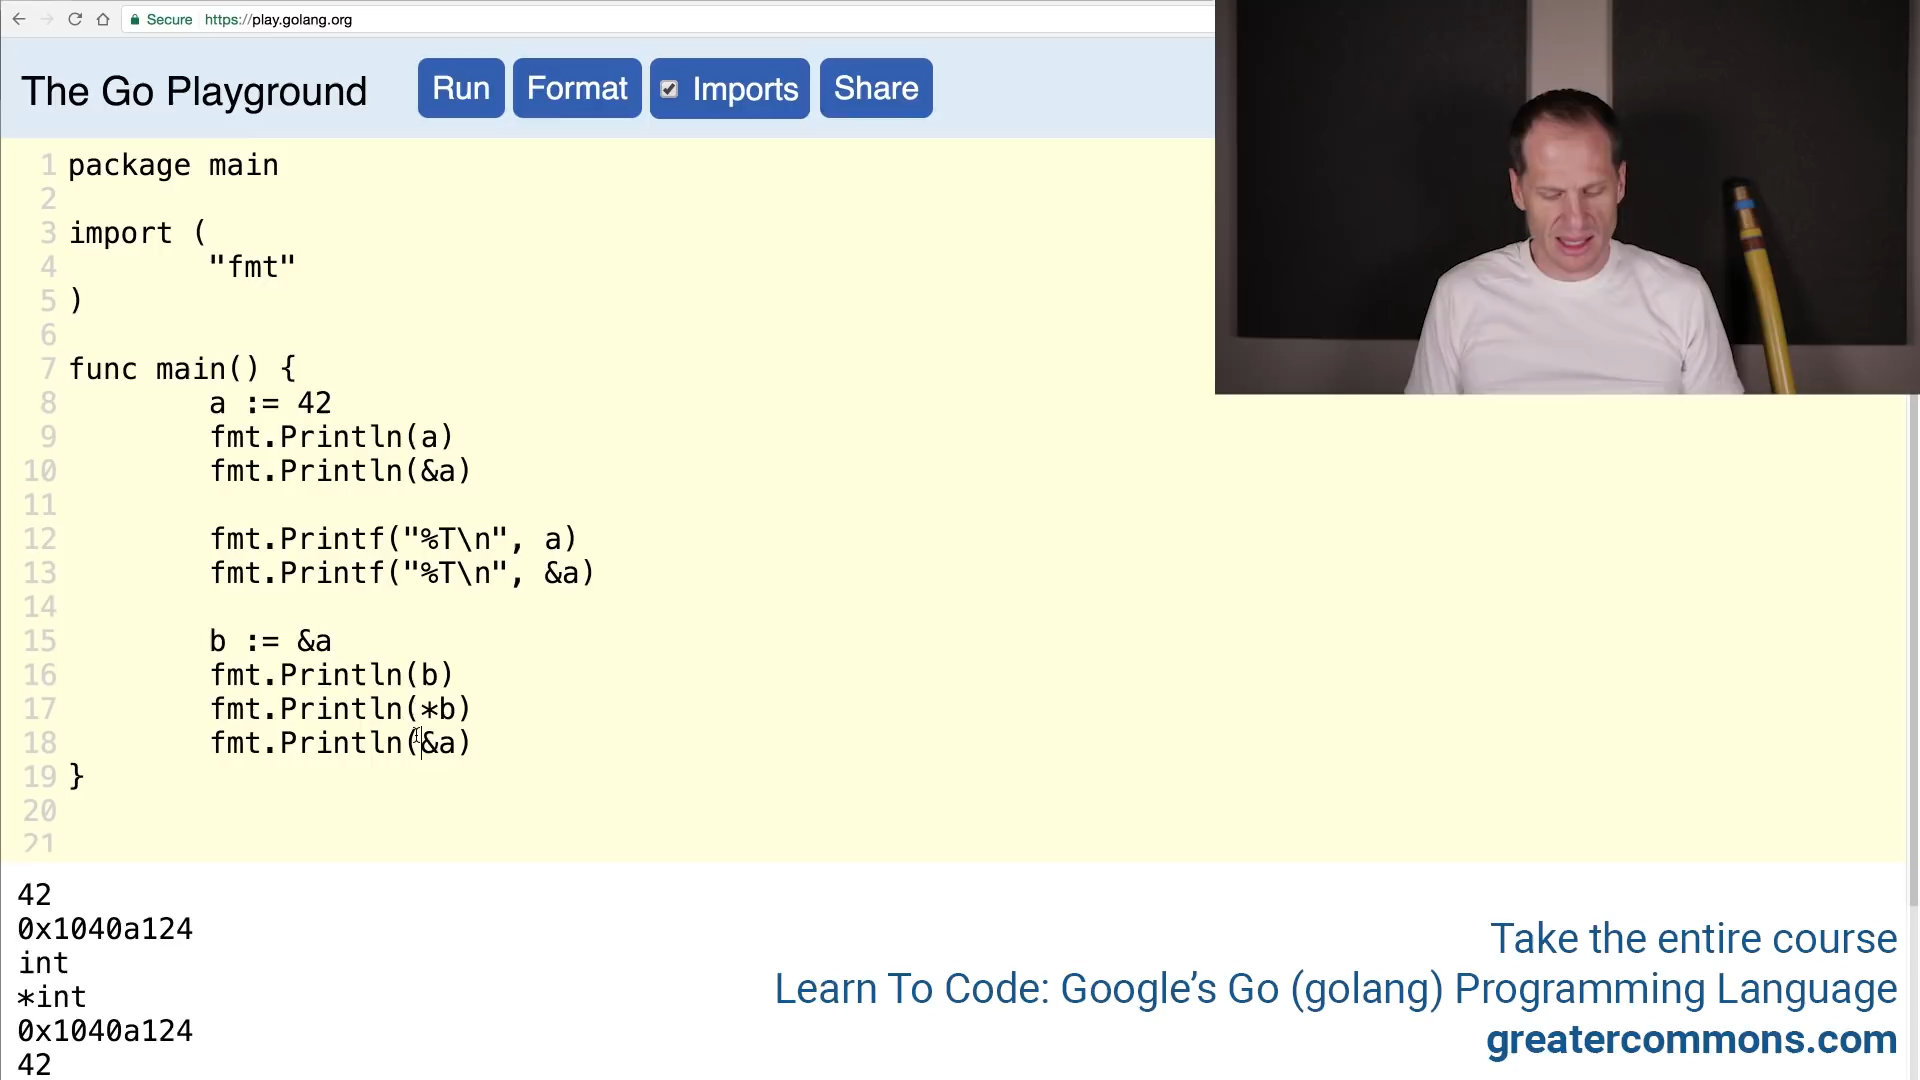 Secure https://play.golang.org
The Go Playground Run Format Imports Share
1 package main
2
3 import (
4 "fmt"
5 )
6
7 func main() {
8 a := 42
9 fmt.Println(a)
10 fmt.Println(&a)
11
12 fmt.Printf("%T\n", a)
13 fmt.Printf("%T\n", &a)
14
15 b := &a
16 fmt.Println(b)
17 fmt.Println(*b)
18 fmt.Println(&a)
19 }
20
21
42
0x1040a124
int
*int
0x1040a124
42
Take the entire course
Learn To Code: Google’s Go (golang) Programming Language
greatercommons.com